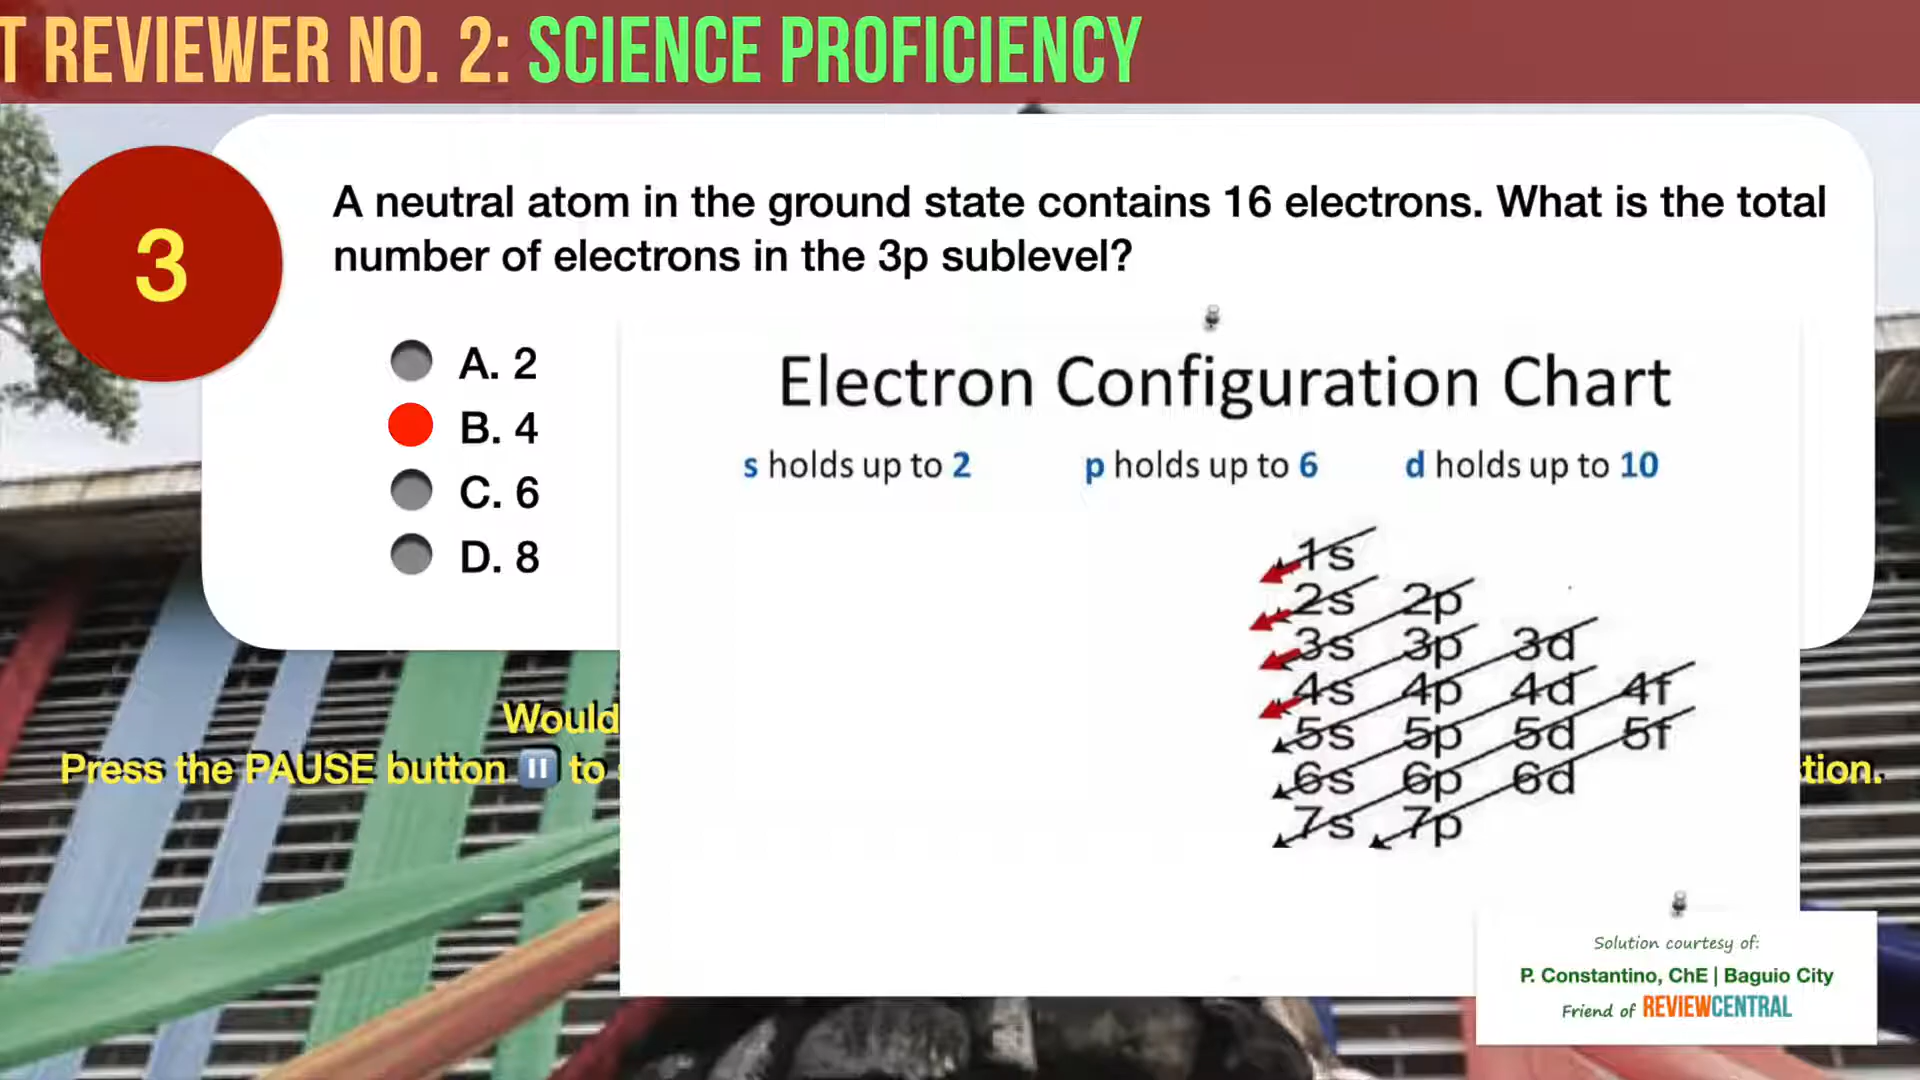 T REVIEWER NO. 2: SCIENCE PROFICIENCY
3
A neutral atom in the ground state contains 16 electrons. What is the total
number of electrons in the 3p sublevel?
A. 2
B. 4
C. 6
D. 8
Electron Configuration Chart
s holds up to 2 p holds up to 6 d holds up to 10
1s
2s 2p
3s 3p 3d
4s 4p 4d 4f
5s 5p 5d 5f
6s 6p 6d
7s 7p
Would
Press the PAUSE button to
tion.
Solution courtesy of:
P. Constantino, ChE | Baguio City
Friend of REVIEWCENTRAL